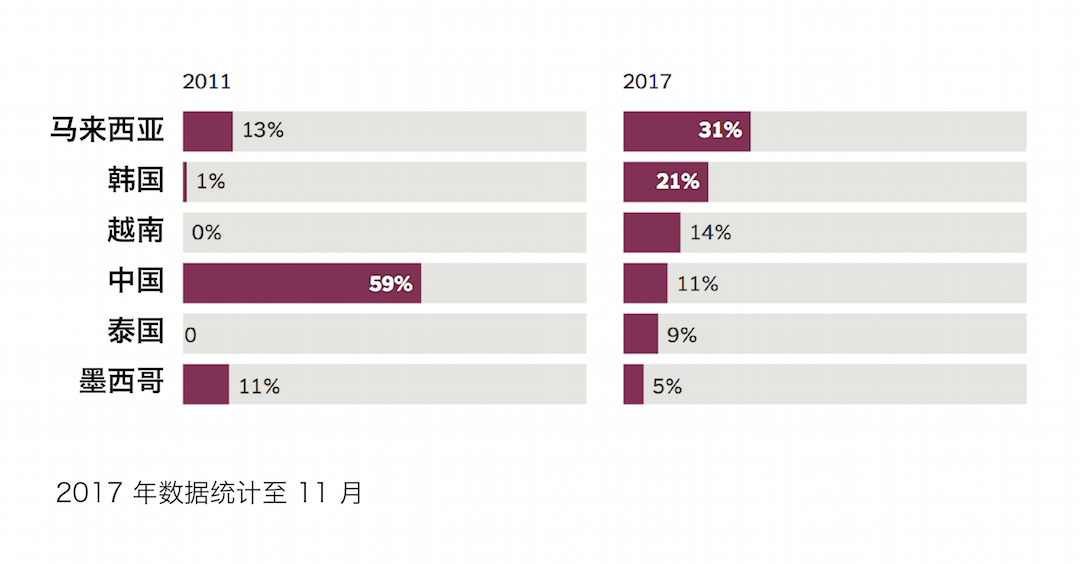 2011 2017
马来西亚 13% 31%
韩国 1% 21%
越南 0% 14%
中国 59% 11%
泰国 0 9%
墨西哥 11% 5%
2017 年数据统计至 11 月